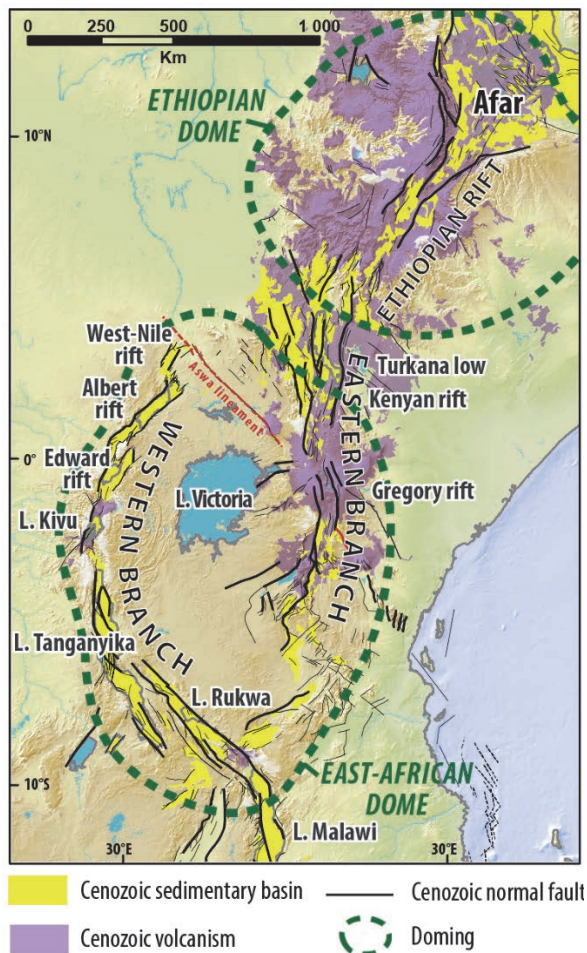 0 250 500 1 000
Km
ETHIOPIAN
DOME
Afar
10°N
ETHIOPIAN RIFT
West-Nile
rift
Aswa lineament
Turkana low
Albert
rift
Kenyan rift
EASTERN BRANCH
WESTERN BRANCH
0°
Edward
rift
L. Victoria
Gregory rift
L. Kivu
L. Tanganyika
L. Rukwa
10°S
EAST-AFRICAN
DOME
L. Malawi
30°E
30°E
Cenozoic sedimentary basin
Cenozoic normal fault
Cenozoic volcanism
Doming